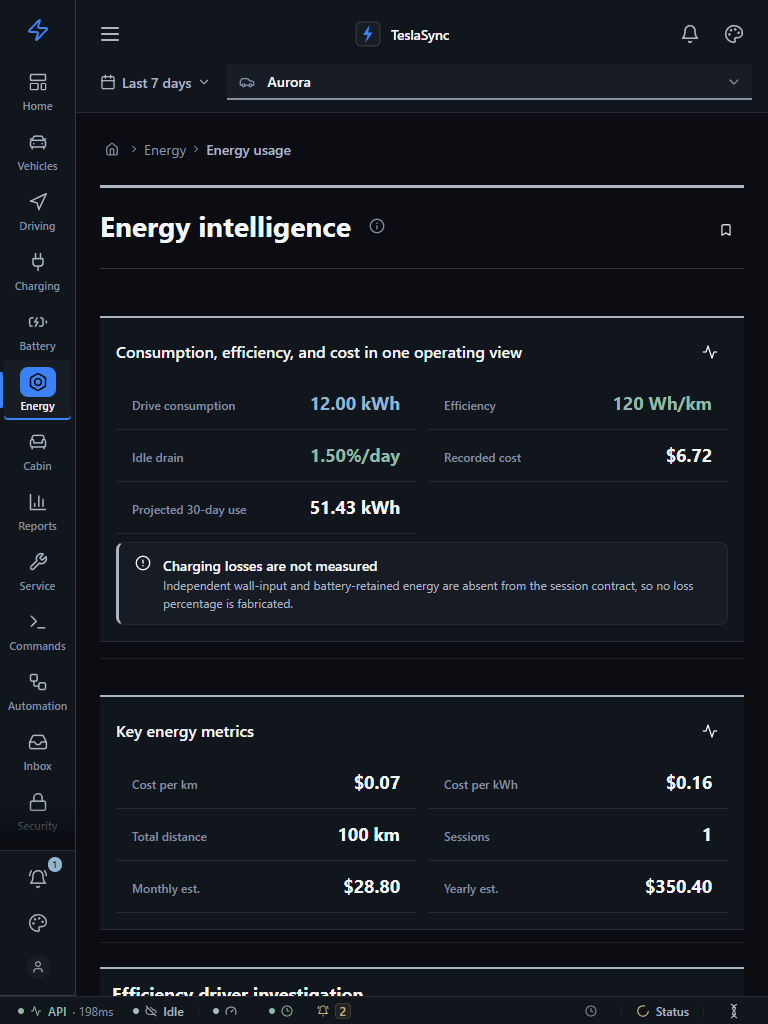 TeslaSync
Last 7 days
Aurora
Home
Vehicles
Driving
Charging
Battery
Energy
Cabin
Reports
Service
Commands
Automation
Inbox
Security
1
Energy
Energy usage
Energy intelligence
Consumption, efficiency, and cost in one operating view
Drive consumption 12.00 kWh
Efficiency 120 Wh/km
Idle drain 1.50%/day
Recorded cost $6.72
Projected 30-day use 51.43 kWh
Charging losses are not measured
Independent wall-input and battery-retained energy are absent from the session contract, so no loss
percentage is fabricated.
Key energy metrics
Cost per km $0.07
Cost per kWh $0.16
Total distance 100 km
Sessions 1
Monthly est. $28.80
Yearly est. $350.40
Efficiency driver investigation
API · 198ms
Idle
2
Status